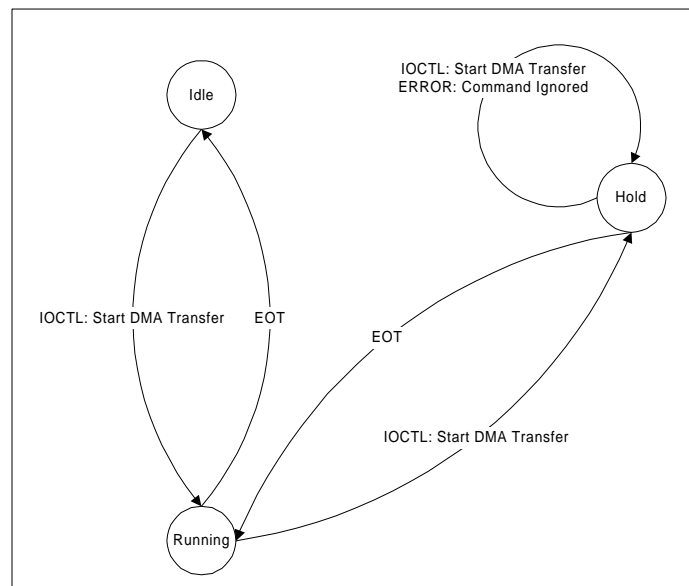 Idle
IOCTL: Start DMA Transfer
ERROR: Command Ignored
Hold
IOCTL: Start DMA Transfer
EOT
EOT
IOCTL: Start DMA Transfer
Running